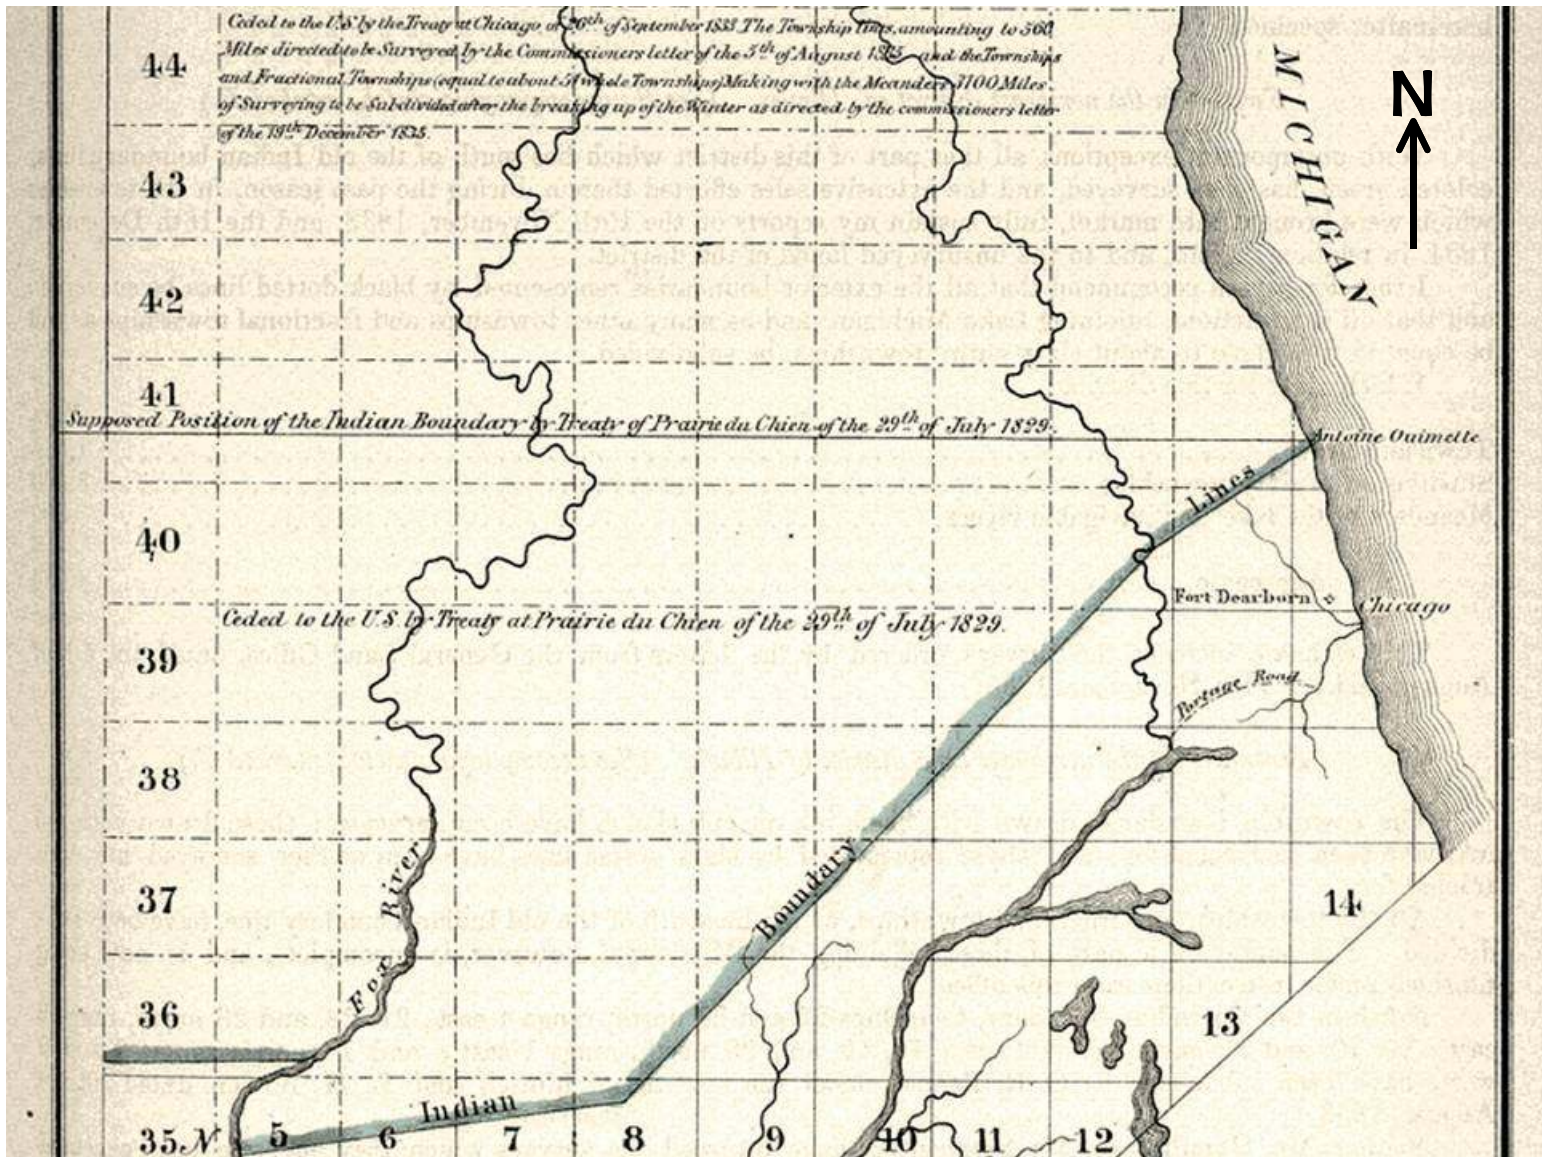 Ceded to the U.S by the Treaty at Chicago of 26th of September 1833 The Township lines, amounting to 560
Miles directed to be Surveyed by the Commissioners letter of the 5th of August 1835 and the Townships
and Fractional Townships (equal to about 54 whole Townships) Making with the Meanders 3100 Miles
of Surveying to be Subdivided after the breaking up of the Winter as directed by the commissioners letter
of the 19th December 1835.
44
MICHIGAN
N
43
42
41
Supposed Position of the Indian Boundary by Treaty of Prairie du Chien of the 29th of July 1829.
Antoine Ouimette
Lines
40
Fort Dearborn
Chicago
Ceded to the U.S by Treaty at Prairie du Chien of the 29th of July 1829.
39
Portage Road
38
Boundary
River
37
14
Fox
36
13
Indian
35 N
5
6
7
8
9
10
11
12